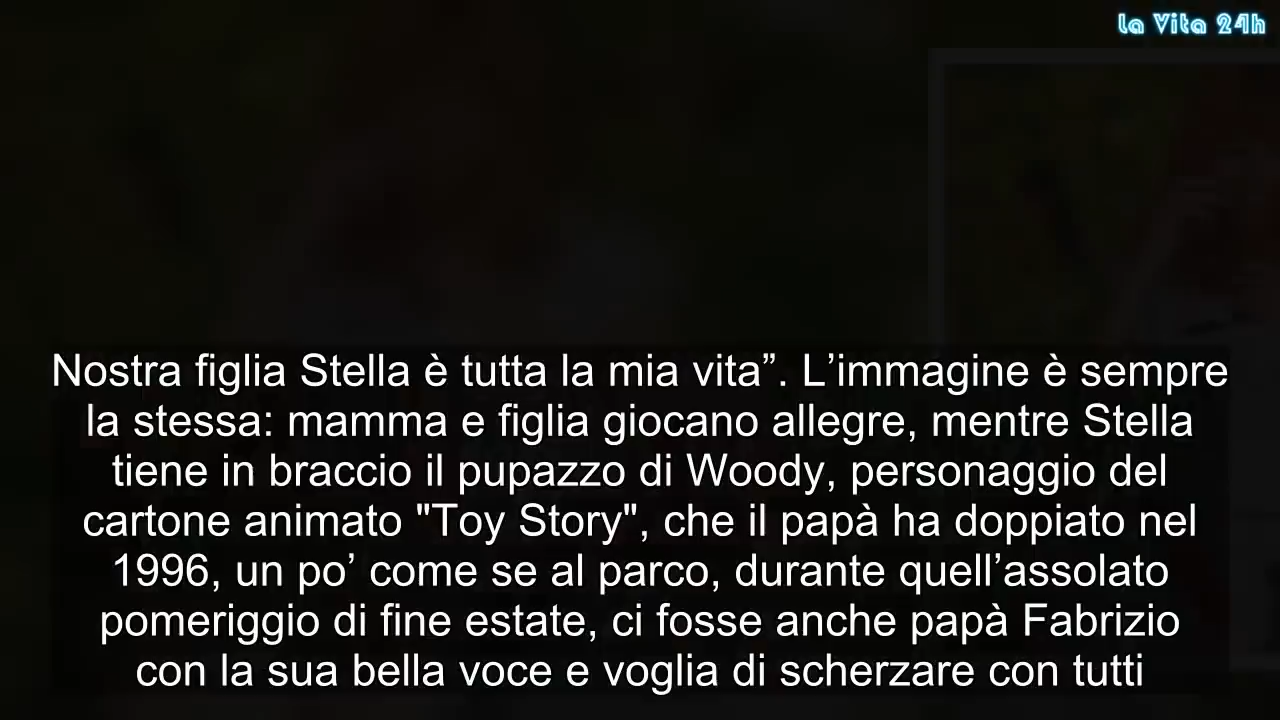 La Vita 24h
Nostra figlia Stella è tutta la mia vita”. L’immagine è sempre
la stessa: mamma e figlia giocano allegre, mentre Stella
tiene in braccio il pupazzo di Woody, personaggio del
cartone animato "Toy Story", che il papà ha doppiato nel
1996, un po’ come se al parco, durante quell’assolato
pomeriggio di fine estate, ci fosse anche papà Fabrizio
con la sua bella voce e voglia di scherzare con tutti